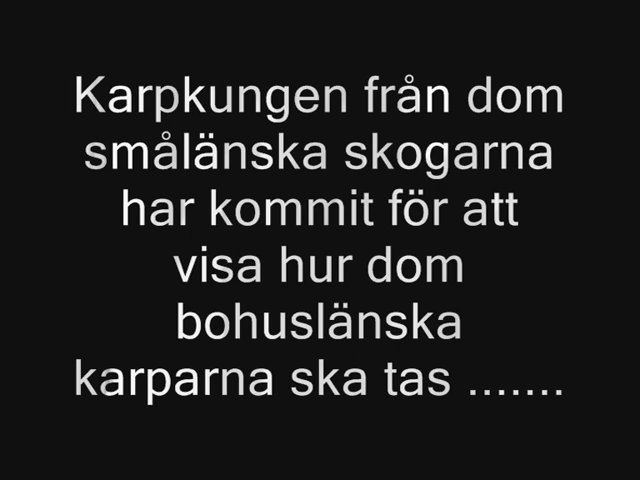 Karpkungen från dom
småländska skogarna
har kommit för att
visa hur dom
bohuslänska
karparna ska tas .......